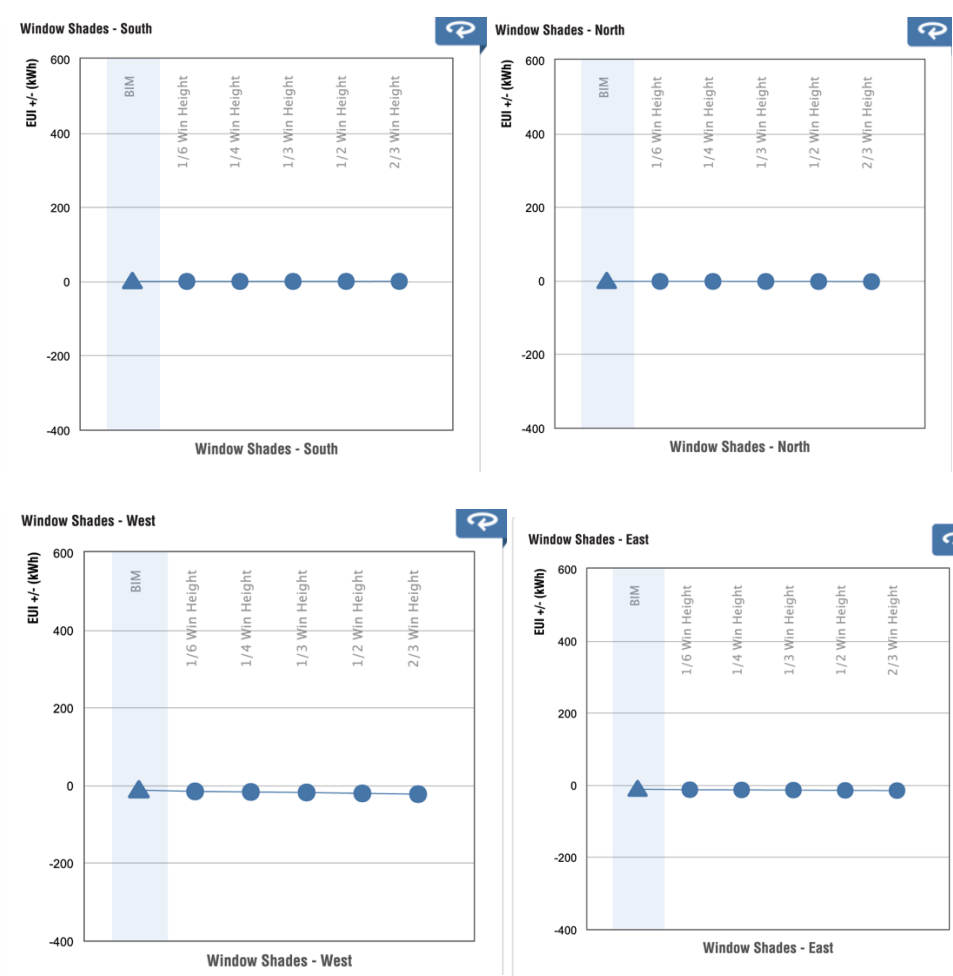 Window Shades - South
EUI +/- (kWh)
600
400
200
0
-200
-400
BIM
1/6 Win Height
1/4 Win Height
1/3 Win Height
1/2 Win Height
2/3 Win Height
Window Shades - South
Window Shades - North
EUI +/- (kWh)
600
400
200
0
-200
-400
BIM
1/6 Win Height
1/4 Win Height
1/3 Win Height
1/2 Win Height
2/3 Win Height
Window Shades - North
Window Shades - West
EUI +/- (kWh)
600
400
200
0
-200
-400
BIM
1/6 Win Height
1/4 Win Height
1/3 Win Height
1/2 Win Height
2/3 Win Height
Window Shades - West
Window Shades - East
EUI +/- (kWh)
600
400
200
0
-200
-400
BIM
1/6 Win Height
1/4 Win Height
1/3 Win Height
1/2 Win Height
2/3 Win Height
Window Shades - East